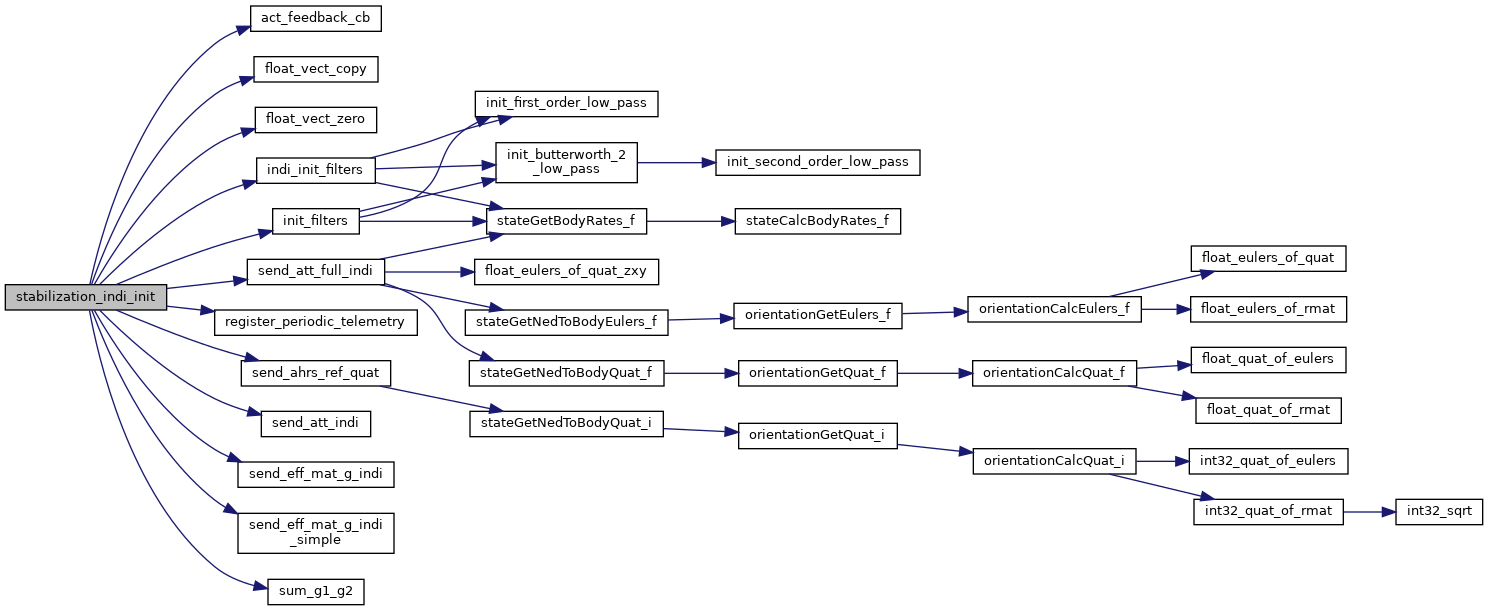 act_feedback_cb
float_vect_copy
init_first_order_low_pass
float_vect_zero
init_butterworth_2
_low_pass
init_second_order_low_pass
indi_init_filters
init_filters
stateGetBodyRates_f
stateCalcBodyRates_f
send_att_full_indi
float_eulers_of_quat_zxy
float_eulers_of_quat
stabilization_indi_init
register_periodic_telemetry
stateGetNedToBodyEulers_f
orientationGetEulers_f
orientationCalcEulers_f
float_eulers_of_rmat
float_quat_of_eulers
send_ahrs_ref_quat
stateGetNedToBodyQuat_f
orientationGetQuat_f
orientationCalcQuat_f
float_quat_of_rmat
send_att_indi
stateGetNedToBodyQuat_i
orientationGetQuat_i
orientationCalcQuat_i
int32_quat_of_eulers
send_eff_mat_g_indi
int32_quat_of_rmat
int32_sqrt
send_eff_mat_g_indi
_simple
sum_g1_g2